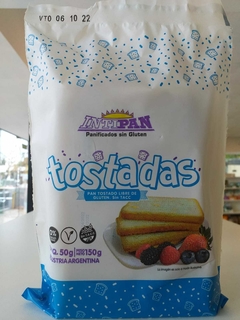 VTO 06 10 22
INTIPAN
Panificados sin Gluten
tostadas
PAN TOSTADO LIBRE DE
GLUTEN, SIN TACC
50g
150g
INDUSTRIA ARGENTINA